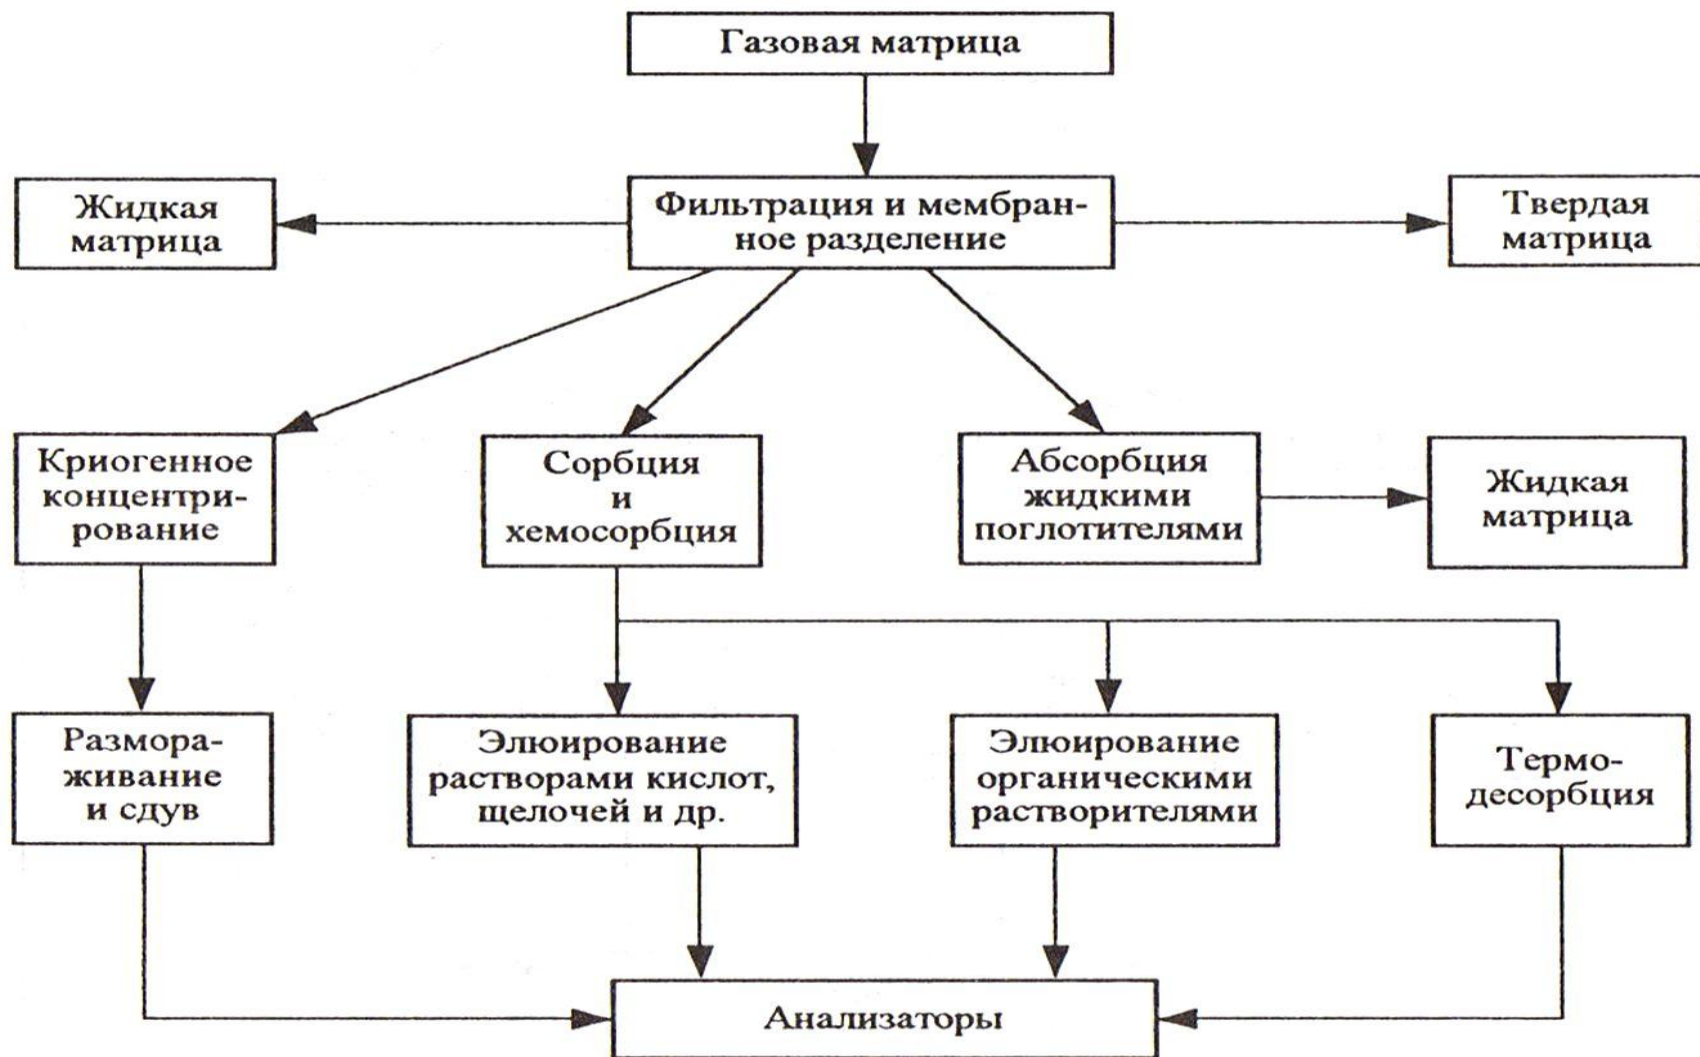 Газовая матрица
Жидкая
матрица
Фильтрация и мембран-
ное разделение
Твердая
матрица
Криогенное
концентри-
рование
Сорбция
и
хемосорбция
Абсорбция
жидкими
поглотителями
Жидкая
матрица
Размора-
живание
и сдув
Элюирование
растворами кислот,
щелочей и др.
Элюирование
органическими
растворителями
Термо-
десорбция
Анализаторы